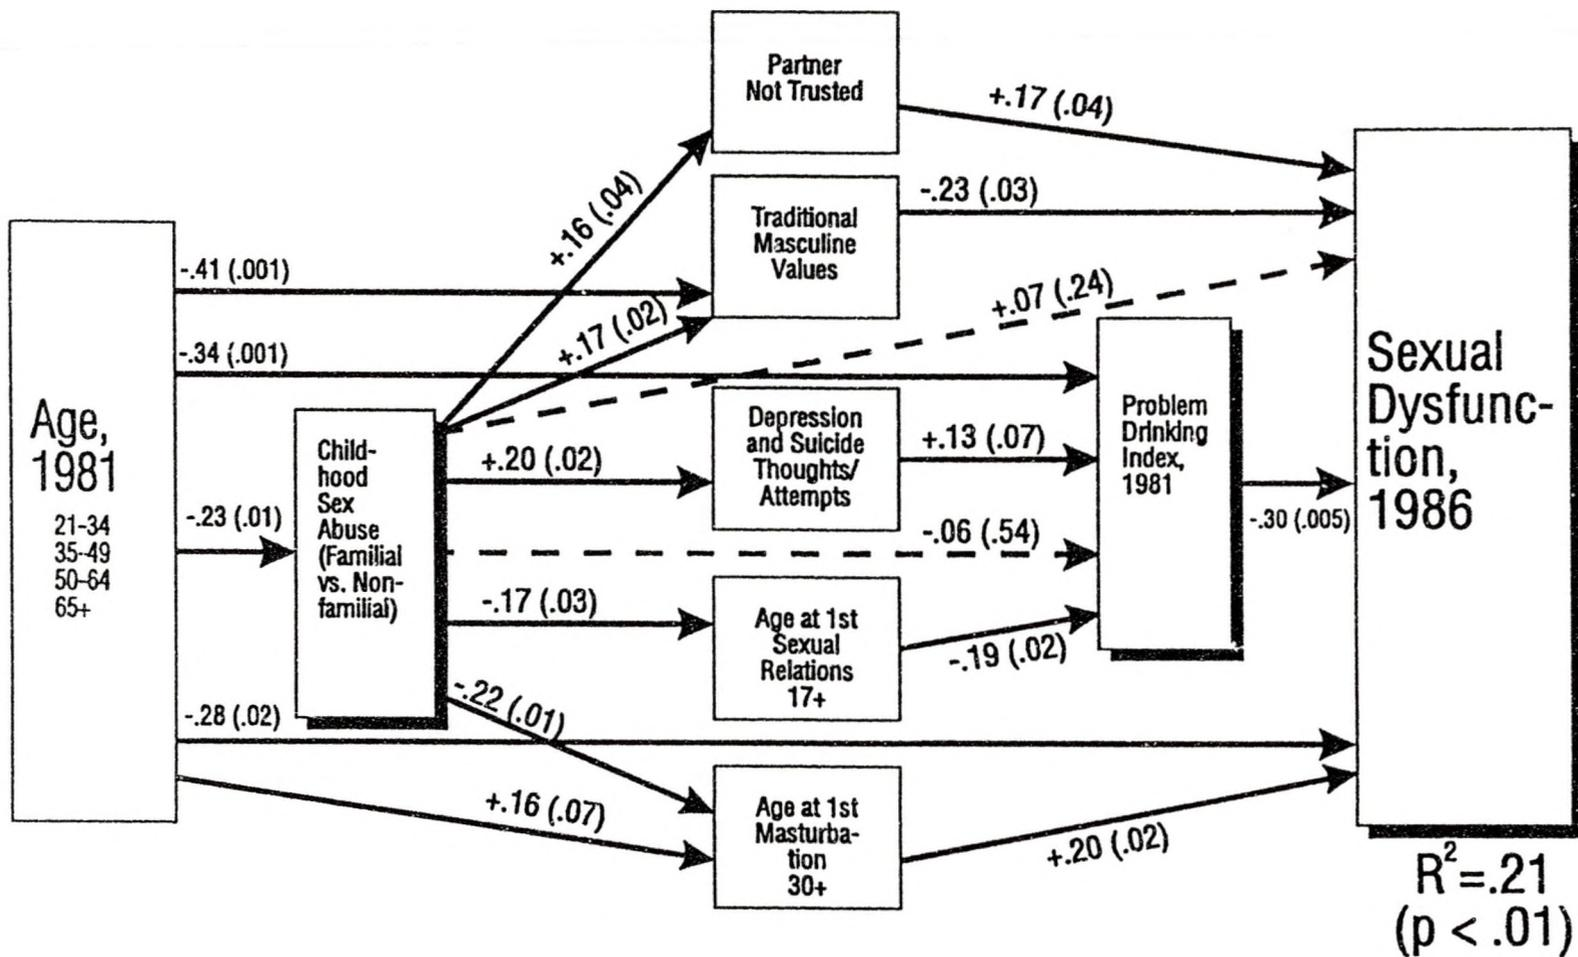 Partner
Not Trusted
+.17 (.04)
+.16 (.04)
Traditional
Masculine
Values
-.23 (.03)
-.41 (.001)
+.17 (.02)
+.07 (.24)
-.34 (.001)
Age,
1981
21-34
35-49
50-64
65+
-.23 (.01)
Child-
hood
Sex
Abuse
(Familial
vs. Non-
familial)
+.20 (.02)
Depression
and Suicide
Thoughts/
Attempts
+.13 (.07)
-.06 (.54)
Problem
Drinking
Index,
1981
-.30 (.005)
Sexual
Dysfunc-
tion,
1986
-.17 (.03)
Age at 1st
Sexual
Relations
17+
-.19 (.02)
-.22 (.01)
-.28 (.02)
+.16 (.07)
Age at 1st
Masturba-
tion
30+
+.20 (.02)
R²=.21
(p < .01)